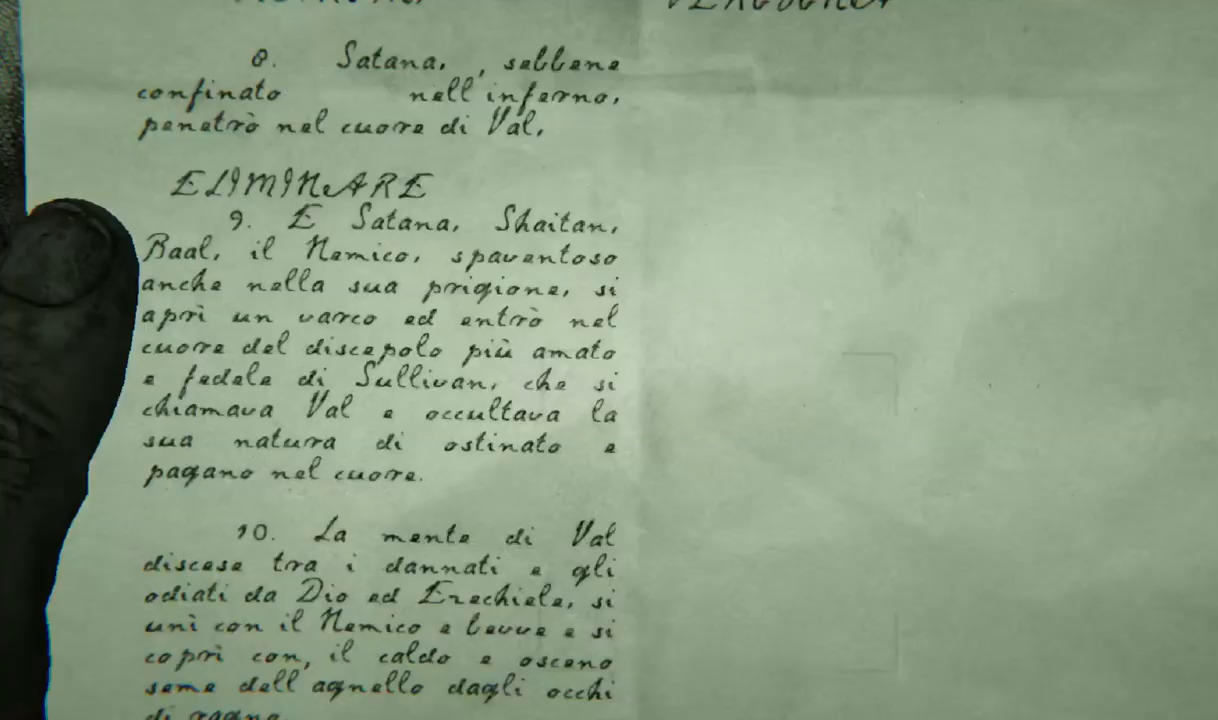 VERGOGNA
8. Satana, , sebbene
confinato nell'inferno,
penetrò nel cuore di Val.
ELIMINARE
9. E Satana, Shaitan,
Baal, il Nemico, spaventoso
anche nella sua prigione, si
aprì un varco ed entrò nel
cuore del discepolo più amato
e fedele di Sullivan, che si
chiamava Val e occultava la
sua natura di ostinato e
pagano nel cuore.
10. La mente di Val
discese tra i dannati e gli
odiati da Dio ed Ezechiele, si
unì con il Nemico e bevve e si
coprì con, il caldo e osceno
seme dell'agnello dagli occhi
di ragno